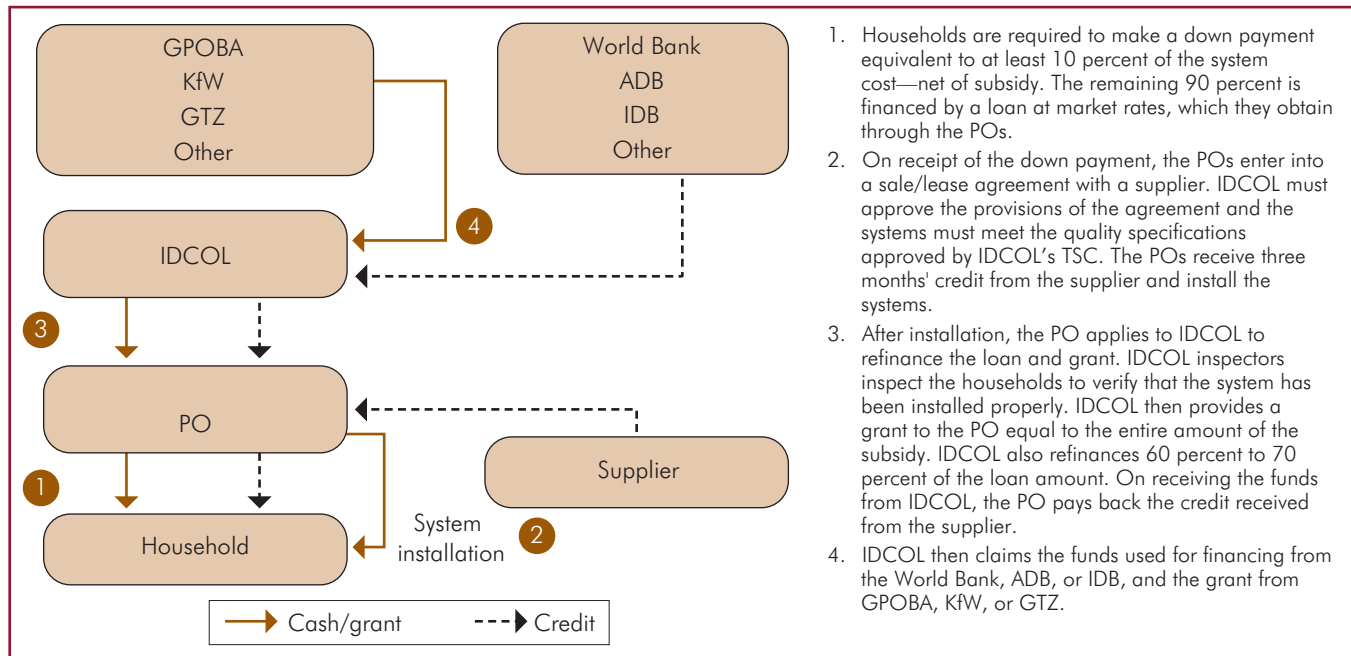 GPOBA
KfW
GTZ
Other
World Bank
ADB
IDB
Other
4
IDCOL
3
PO
1
Supplier
System
installation
2
Household
Cash/grant
Credit
1. Households are required to make a down payment
equivalent to at least 10 percent of the system
cost—net of subsidy. The remaining 90 percent is
financed by a loan at market rates, which they obtain
through the POs.
2. On receipt of the down payment, the POs enter into
a sale/lease agreement with a supplier. IDCOL must
approve the provisions of the agreement and the
systems must meet the quality specifications
approved by IDCOL’s TSC. The POs receive three
months' credit from the supplier and install the
systems.
3. After installation, the PO applies to IDCOL to
refinance the loan and grant. IDCOL inspectors
inspect the households to verify that the system has
been installed properly. IDCOL then provides a
grant to the PO equal to the entire amount of the
subsidy. IDCOL also refinances 60 percent to 70
percent of the loan amount. On receiving the funds
from IDCOL, the PO pays back the credit received
from the supplier.
4. IDCOL then claims the funds used for financing from
the World Bank, ADB, or IDB, and the grant from
GPOBA, KfW, or GTZ.